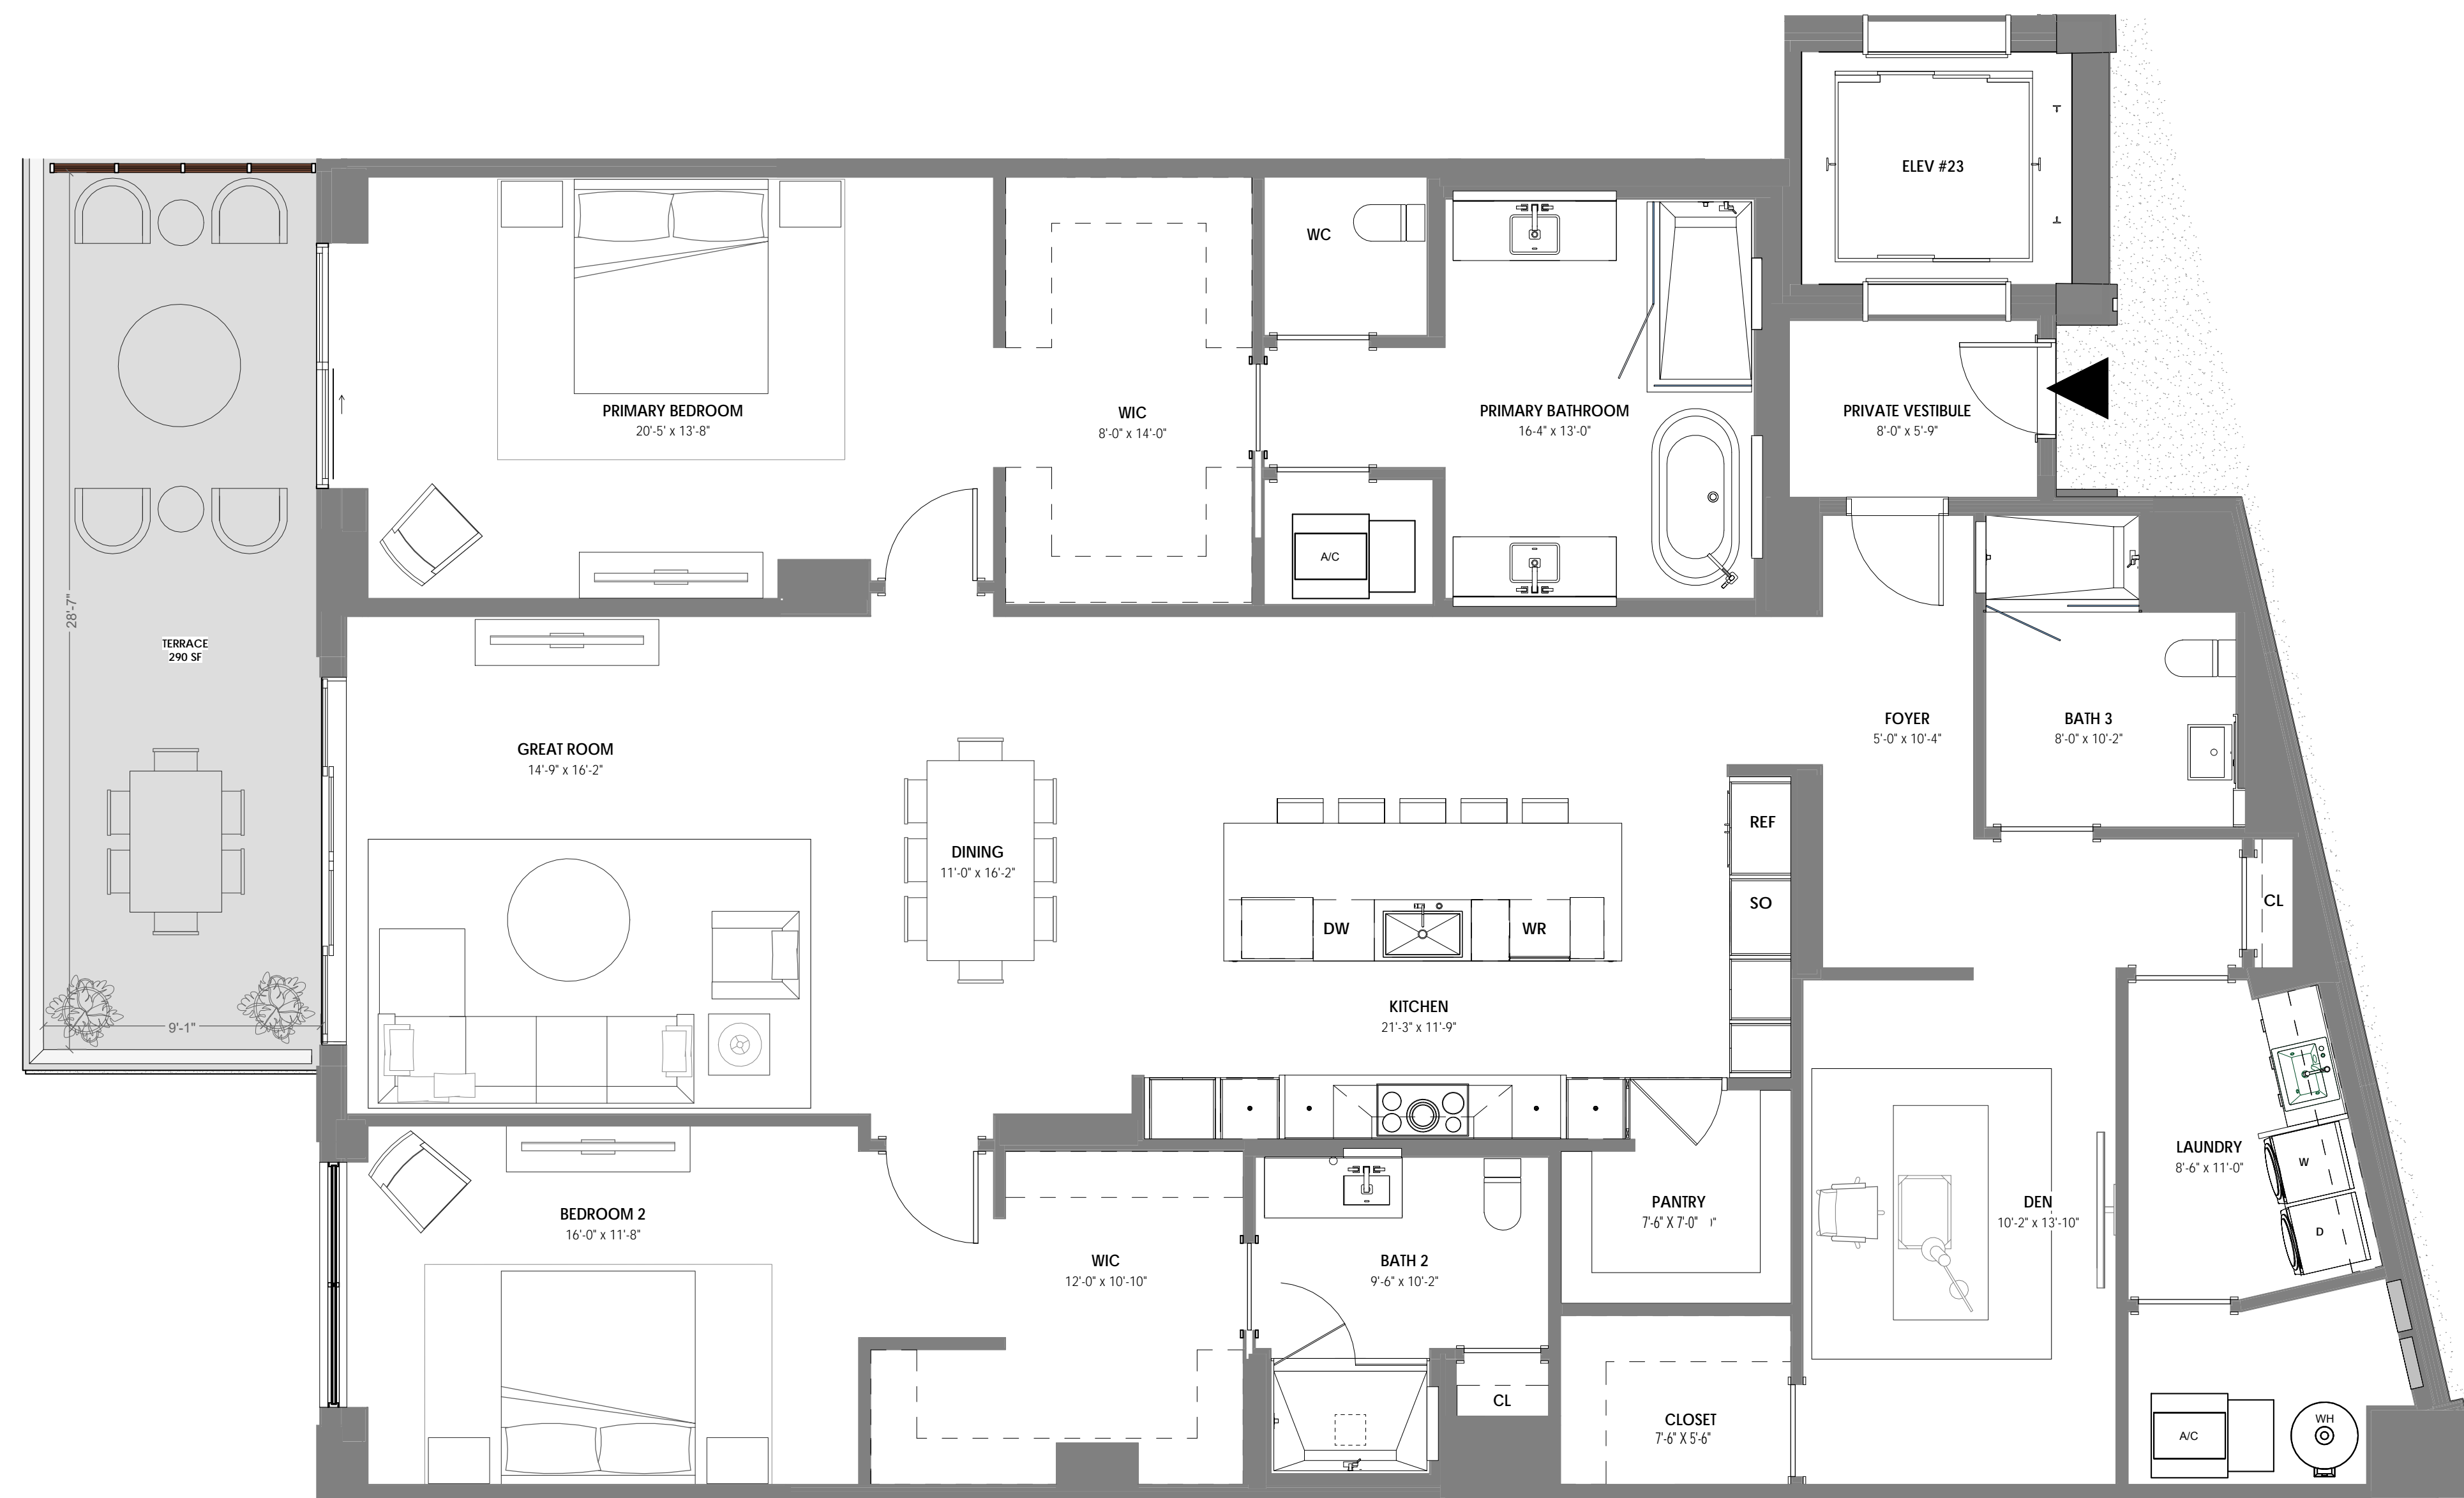 ELEV #23
WC
PRIMARY BEDROOM
20'-5' x 13'-8"
WIC
8'-0" x 14'-0"
PRIMARY BATHROOM
16-4" x 13'-0"
PRIVATE VESTIBULE
8'-0" x 5'-9"
A/C
28'-7"
TERRACE
290 SF
9'-1"
GREAT ROOM
14'-9" x 16'-2"
DINING
11'-0" x 16'-2"
FOYER
5'-0" x 10'-4"
BATH 3
8'-0" x 10'-2"
REF
SO
DW
WR
CL
KITCHEN
21'-3" x 11'-9"
LAUNDRY
8'-6" x 11'-0"
W
D
BEDROOM 2
16'-0" x 11'-8"
WIC
12'-0" x 10'-10"
BATH 2
9'-6" x 10'-2"
PANTRY
7'-6" X 7'-0"
DEN
10'-2" x 13'-10"
CL
CLOSET
7'-6" X 5'-6"
A/C
WH